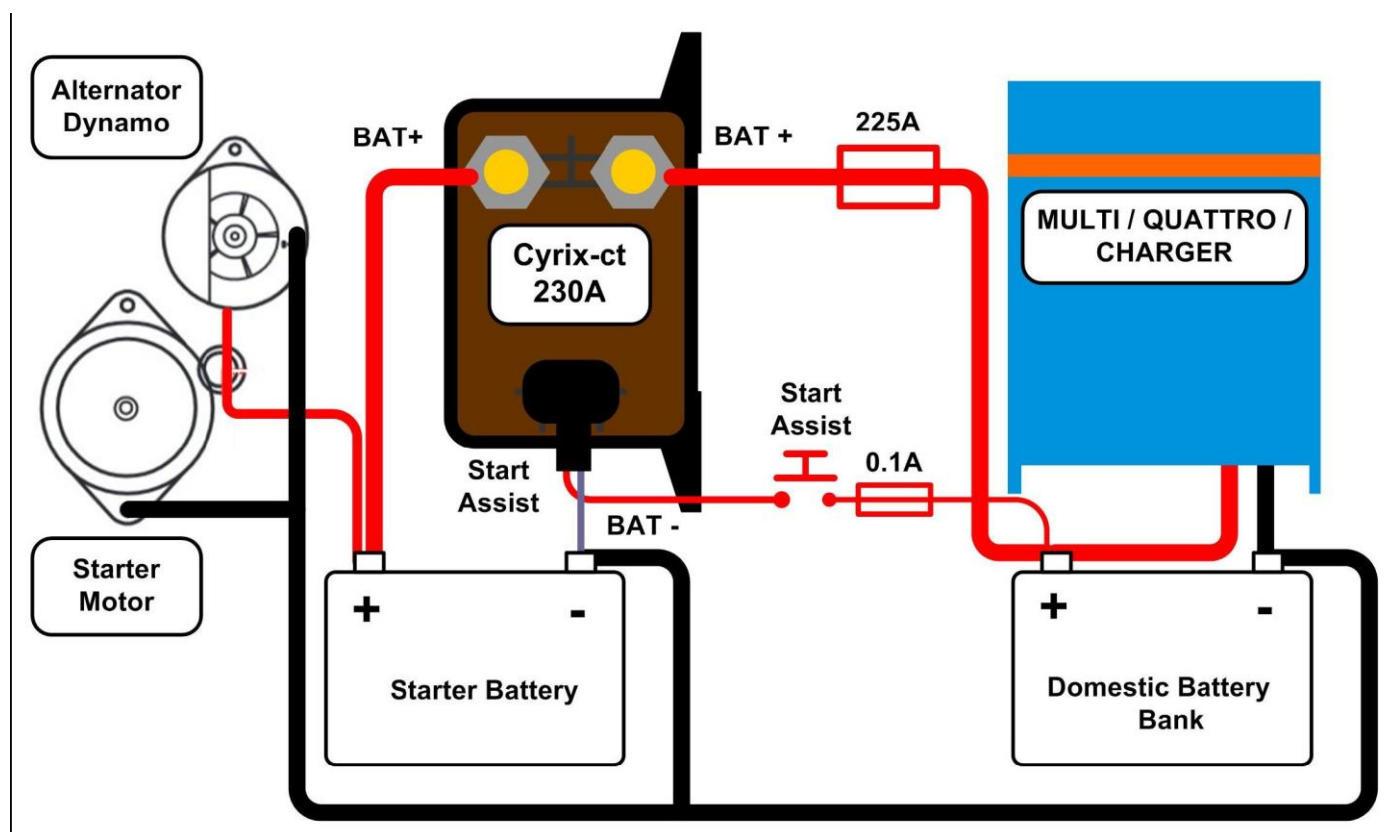 Alternator
Dynamo
BAT+
BAT +
225A
MULTI / QUATTRO /
CHARGER
Cyrix-ct
230A
Start
Assist
0.1A
Start
Assist
BAT -
Starter
Motor
+
-
Starter Battery
+
-
Domestic Battery
Bank